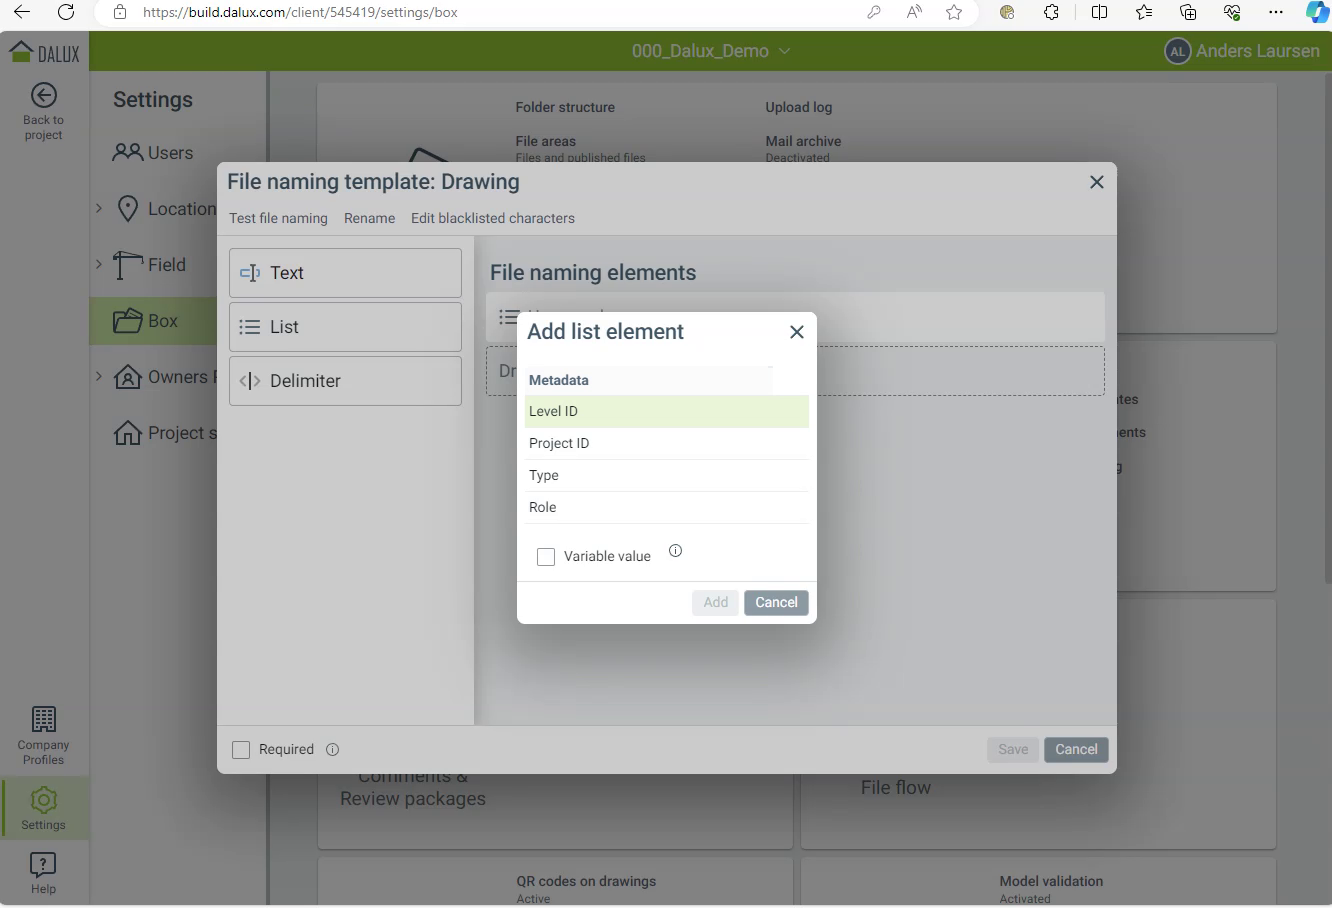 https://build.dalux.com/client/545419/settings/box
DALUX
000_Dalux_Demo
AL Anders Laursen
Back to
project
Settings
Users
Location
Field
Box
Owners
Project s
Company
Profiles
Settings
Help
Folder structure
Upload log
File areas
Files and published files
Mail archive
Deactivated
File naming template: Drawing
Test file naming
Rename
Edit blacklisted characters
Text
List
Delimiter
File naming elements
Dr
Add list element
Metadata
Level ID
Project ID
Type
Role
Variable value
Add
Cancel
Required
Save
Cancel
tes
ents
g
Comments &
Review packages
File flow
QR codes on drawings
Active
Model validation
Activated